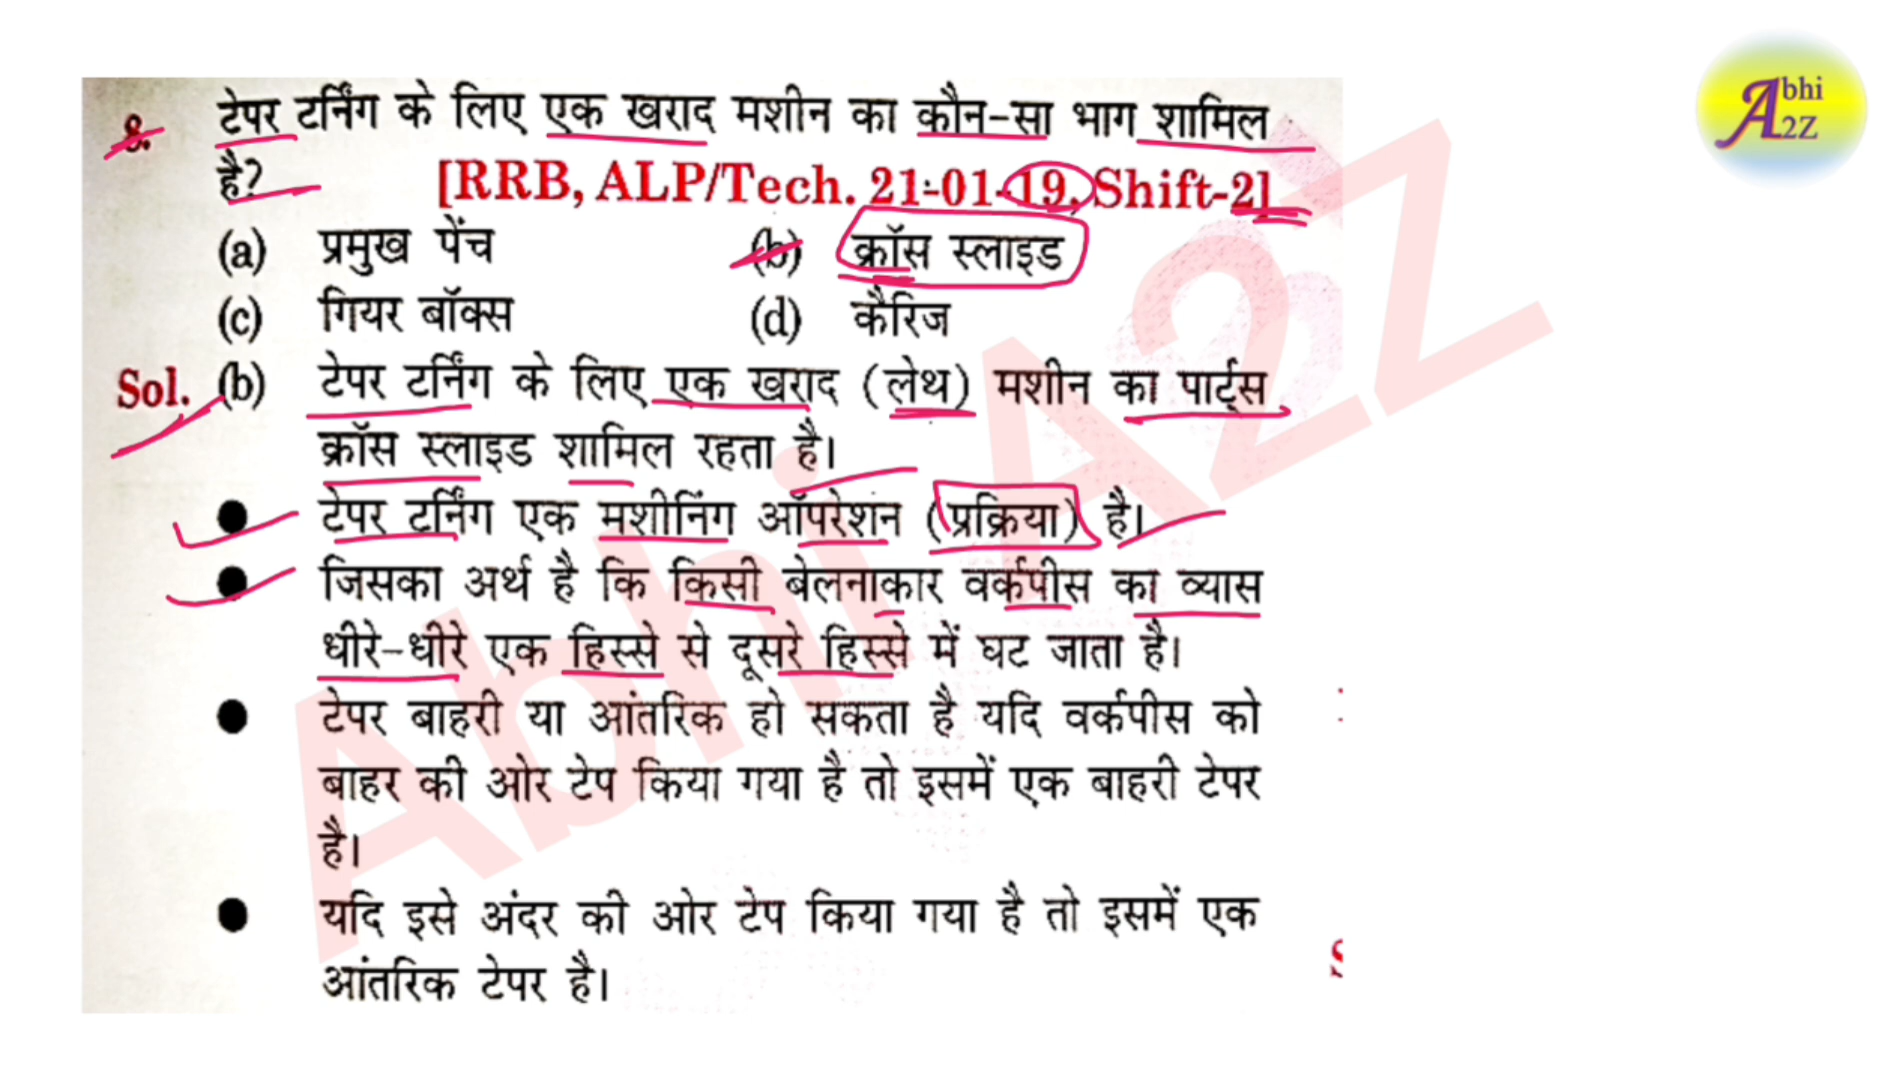 Abhi
A2Z
8. टेपर टर्निंग के लिए एक खराद मशीन का कौन-सा भाग शामिल
है? [RRB, ALP/Tech. 21-01-19, Shift-2]
(a) प्रमुख पेंच (b) क्रॉस स्लाइड
(c) गियर बॉक्स (d) कैरिज
Sol. (b) टेपर टर्निंग के लिए एक खराद (लेथ) मशीन का पार्ट्स
क्रॉस स्लाइड शामिल रहता है।
● टेपर टर्निंग एक मशीनिंग ऑपरेशन (प्रक्रिया) है।
● जिसका अर्थ है कि किसी बेलनाकार वर्कपीस का व्यास
धीरे-धीरे एक हिस्से से दूसरे हिस्से में घट जाता है।
● टेपर बाहरी या आंतरिक हो सकता है यदि वर्कपीस को
बाहर की ओर टेप किया गया है तो इसमें एक बाहरी टेपर
है।
● यदि इसे अंदर की ओर टेप किया गया है तो इसमें एक
आंतरिक टेपर है।
Abhi A2Z